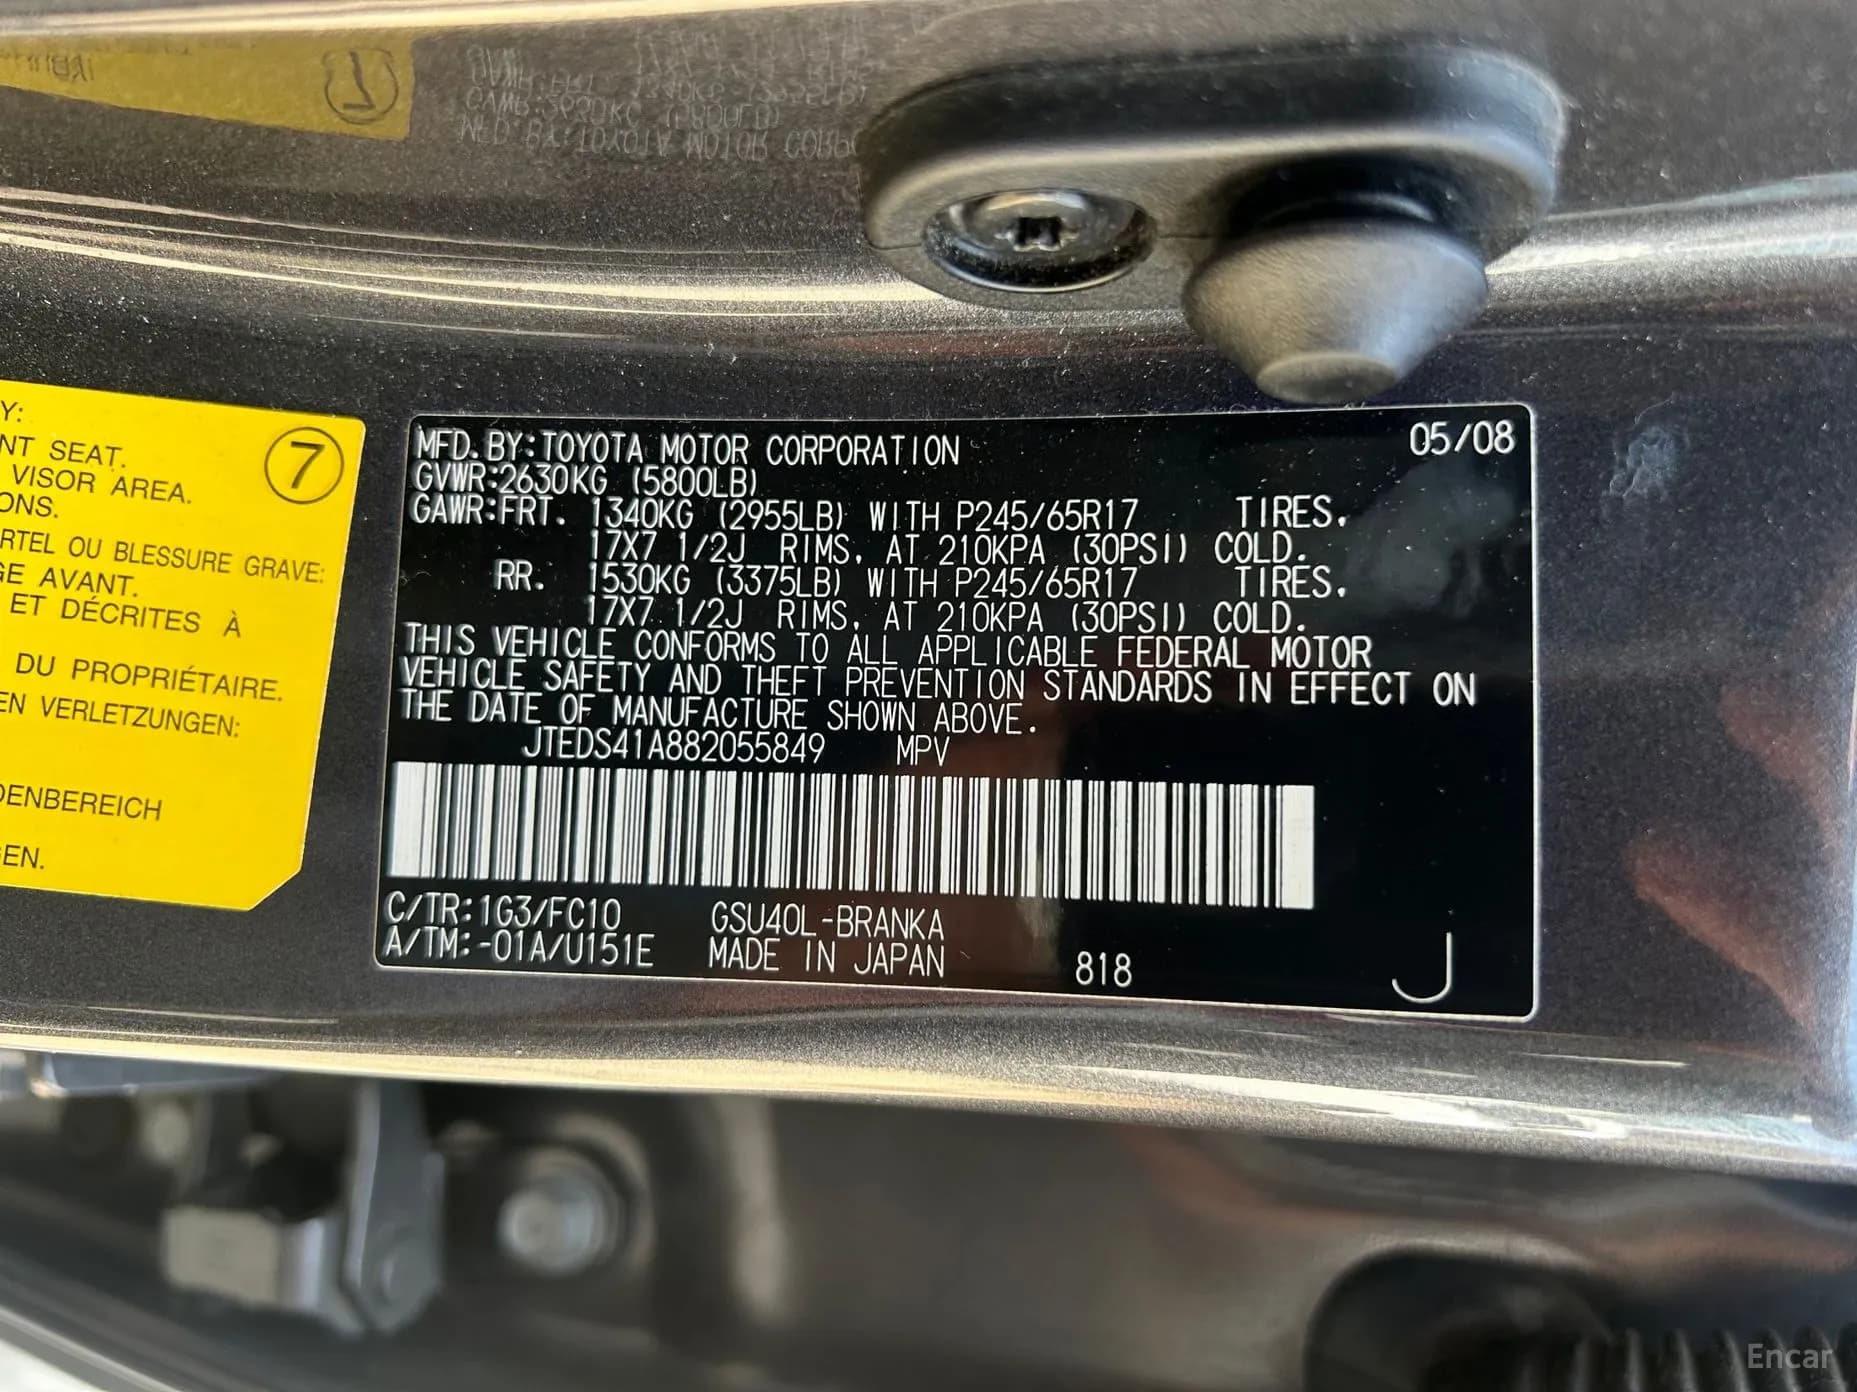 Y:
NT SEAT.
VISOR AREA.
ONS.
RTEL OU BLESSURE GRAVE:
GE AVANT.
ET DÉCRITES À
DU PROPRIÉTAIRE.
EN VERLETZUNGEN:
DENBEREICH
EN.
7
MFD.BY:TOYOTA MOTOR CORPORATION 05/08
GVWR:2630KG (5800LB)
GAWR:FRT. 1340KG (2955LB) WITH P245/65R17 TIRES,
17X7 1/2J RIMS, AT 210KPA (30PSI) COLD.
RR. 1530KG (3375LB) WITH P245/65R17 TIRES,
17X7 1/2J RIMS, AT 210KPA (30PSI) COLD.
THIS VEHICLE CONFORMS TO ALL APPLICABLE FEDERAL MOTOR
VEHICLE SAFETY AND THEFT PREVENTION STANDARDS IN EFFECT ON
THE DATE OF MANUFACTURE SHOWN ABOVE.
JTEDS41A882055849 MPV
C/TR:1G3/FC10 GSU40L-BRANKA
A/TM:-01A/U151E MADE IN JAPAN 818 J
Encar